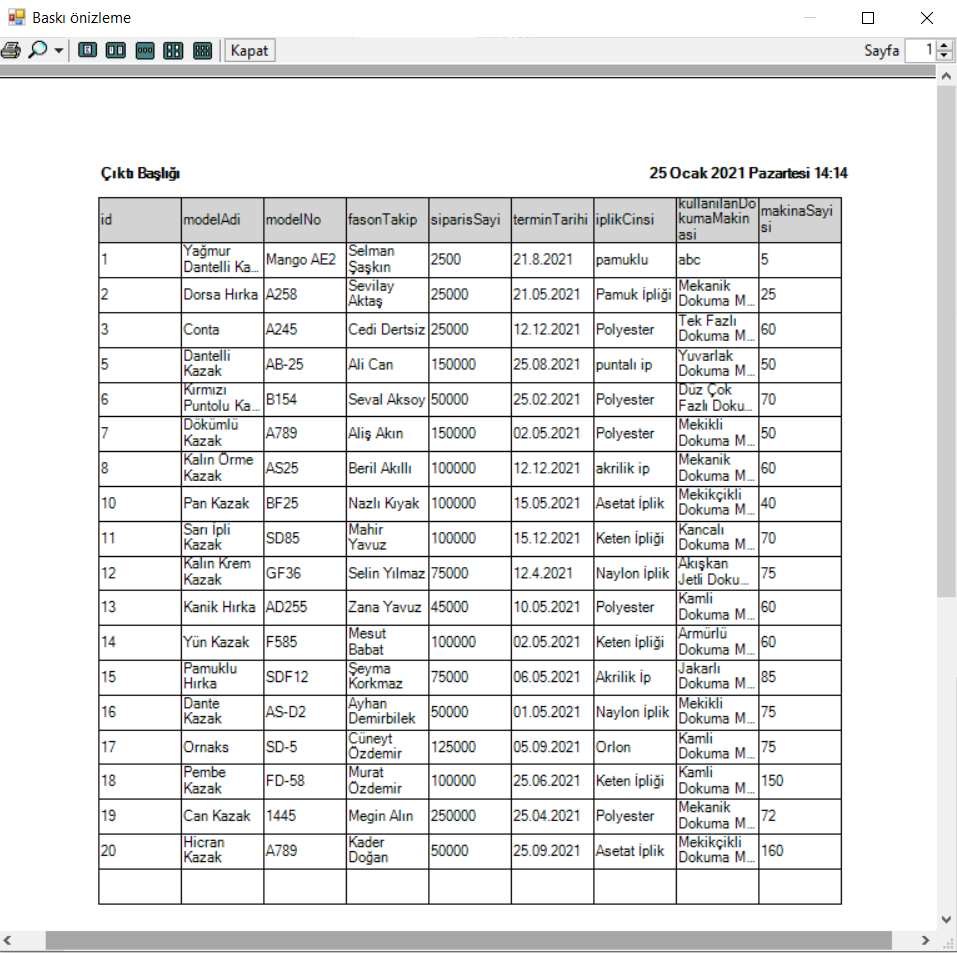 Baskı önizleme
Kapat
Sayfa 1
Çıktı Başlığı 25 Ocak 2021 Pazartesi 14:14
id modelAdi modelNo fasonTakip siparisSayi terminTarihi iplikCinsi kullanilanDokumaMakinasi makinaSayisi
1 Yağmur Dantelli Ka... Mango AE2 Selman Şaşkın 2500 21.8.2021 pamuklu abc 5
2 Dorsa Hırka A258 Sevilay Aktaş 25000 21.05.2021 Pamuk İpliği Mekanik Dokuma M... 25
3 Conta A245 Cedi Dertsiz 25000 12.12.2021 Polyester Tek Fazlı Dokuma M... 60
5 Dantelli Kazak AB-25 Ali Can 150000 25.08.2021 puntalı ip Yuvarlak Dokuma M... 50
6 Kırmızı Puntolu Ka... B154 Seval Aksoy 50000 25.02.2021 Polyester Düz Çok Fazlı Doku... 70
7 Dökümlü Kazak A789 Aliş Akın 150000 02.05.2021 Polyester Mekikli Dokuma M... 50
8 Kalın Örme Kazak AS25 Beril Akıllı 100000 12.12.2021 akrilik ip Mekanik Dokuma M... 60
10 Pan Kazak BF25 Nazlı Kıyak 100000 15.05.2021 Asetat İplik Mekikçikli Dokuma M... 40
11 Sarı İpli Kazak SD85 Mahir Yavuz 100000 15.12.2021 Keten İpliği Kancalı Dokuma M... 70
12 Kalın Krem Kazak GF36 Selin Yılmaz 75000 12.4.2021 Naylon İplik Akışkan Jetli Doku... 75
13 Kanik Hırka AD255 Zana Yavuz 45000 10.05.2021 Polyester Kamli Dokuma M... 60
14 Yün Kazak F585 Mesut Babat 100000 02.05.2021 Keten İpliği Armürlü Dokuma M... 60
15 Pamuklu Hırka SDF12 Şeyma Korkmaz 75000 06.05.2021 Akrilik İp Jakarlı Dokuma M... 85
16 Dante Kazak AS-D2 Ayhan Demirbilek 50000 01.05.2021 Naylon İplik Mekikli Dokuma M... 75
17 Ornaks SD-5 Cüneyt Özdemir 125000 05.09.2021 Orlon Kamli Dokuma M... 75
18 Pembe Kazak FD-58 Murat Özdemir 100000 25.06.2021 Keten İpliği Kamli Dokuma M... 150
19 Can Kazak 1445 Megin Alın 250000 25.04.2021 Polyester Mekanik Dokuma M... 72
20 Hicran Kazak A789 Kader Doğan 50000 25.09.2021 Asetat İplik Mekikçikli Dokuma M... 160